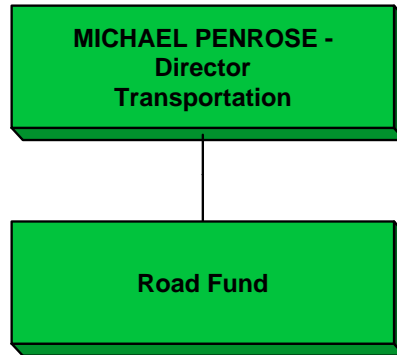 MICHAEL PENROSE -
Director
Transportation
Road Fund